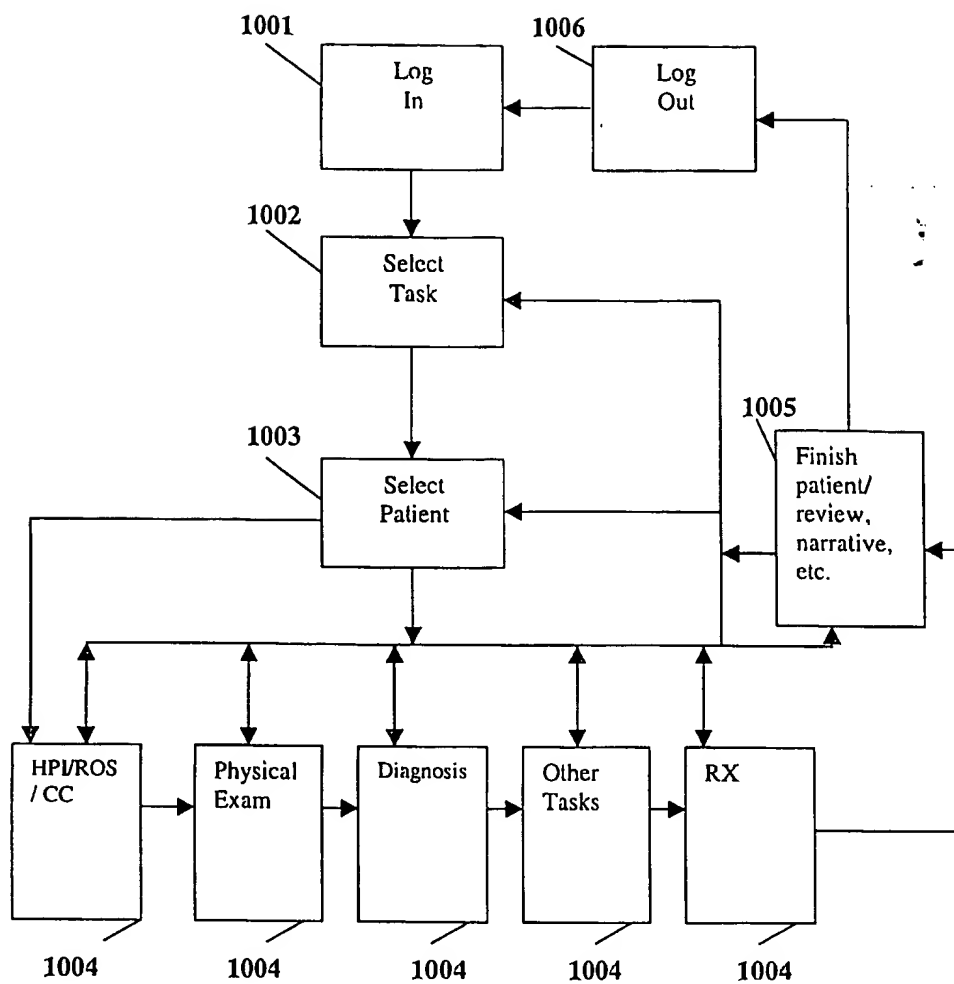 1001
1006
Log
In
Log
Out
1002
Select
Task
1005
1003
Select
Patient
Finish
patient/
review,
narrative,
etc.
HPI/ROS
/ CC
Physical
Exam
Diagnosis
Other
Tasks
RX
1004
1004
1004
1004
1004